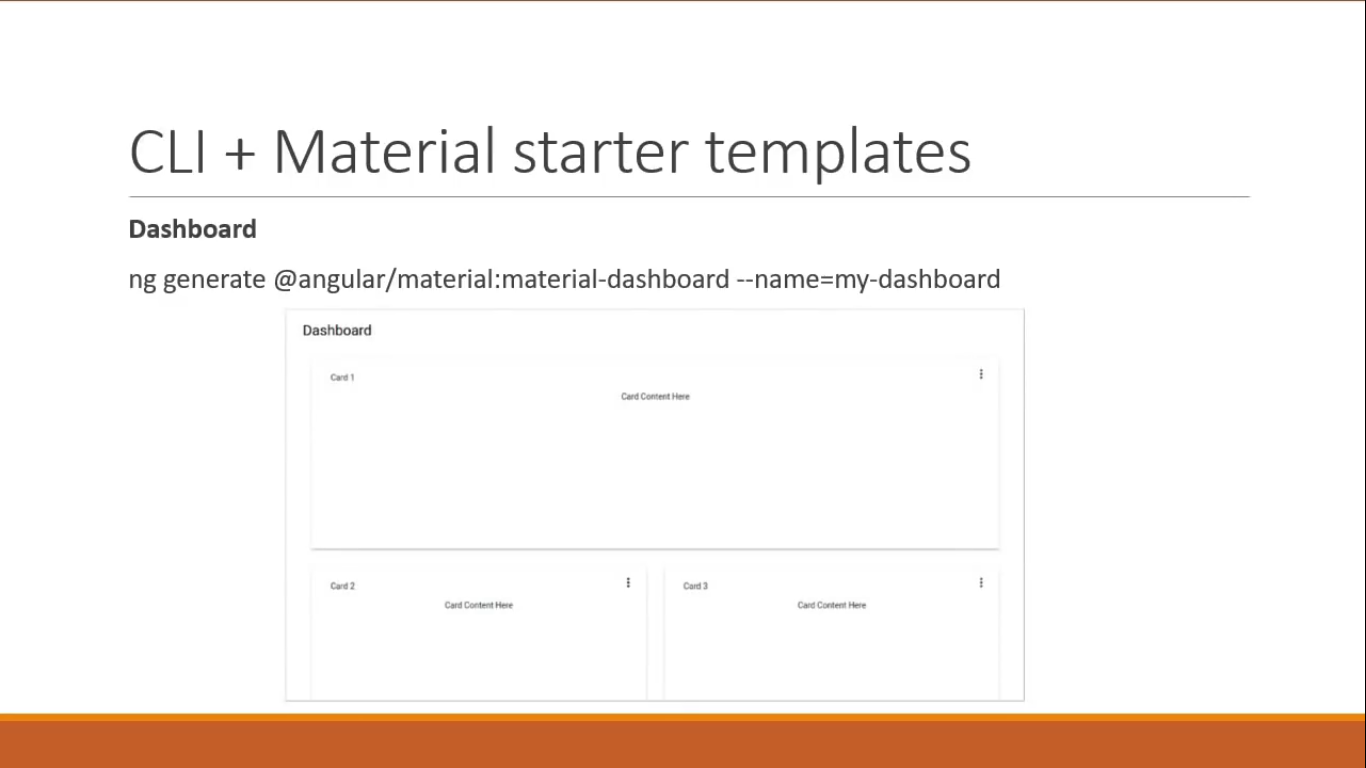 CLI + Material starter templates
Dashboard
ng generate @angular/material:material-dashboard --name=my-dashboard
Dashboard
Card 1
Card Content Here
Card 2
Card Content Here
Card 3
Card Content Here